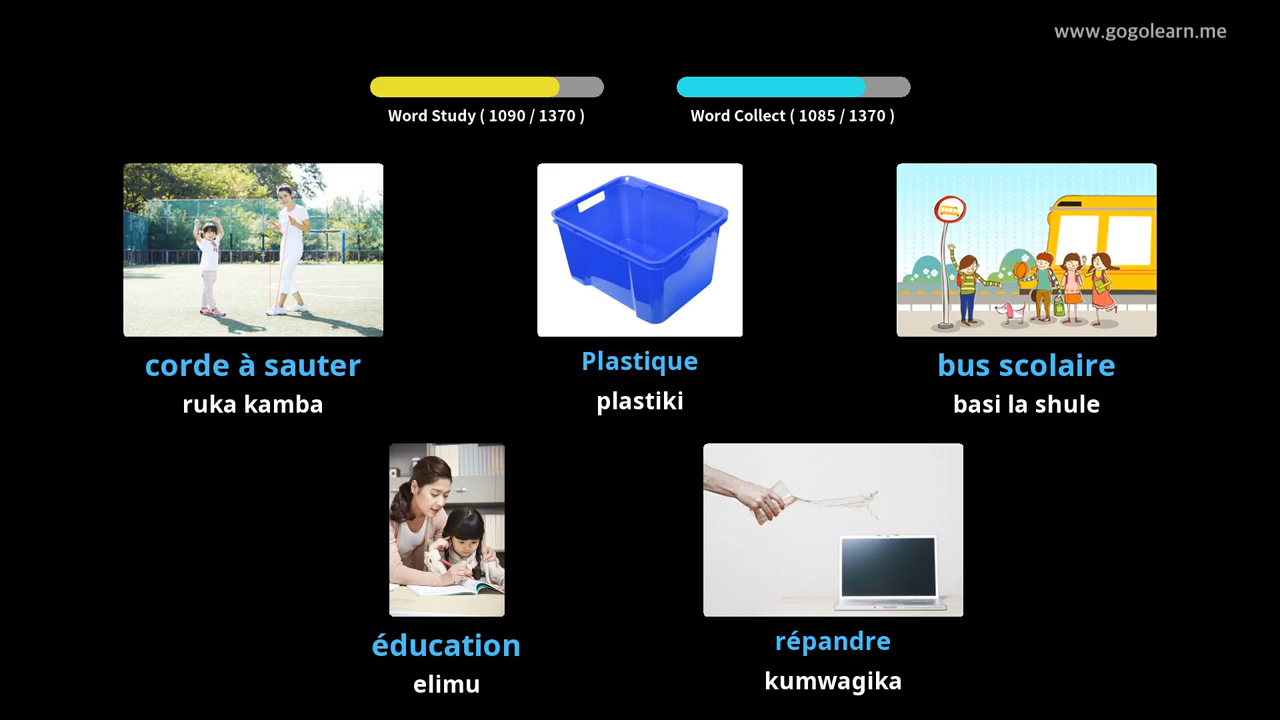 www.gogolearn.me
Word Study ( 1090 / 1370 )
Word Collect ( 1085 / 1370 )
corde à sauter
ruka kamba
Plastique
plastiki
bus scolaire
basi la shule
éducation
elimu
répandre
kumwagika